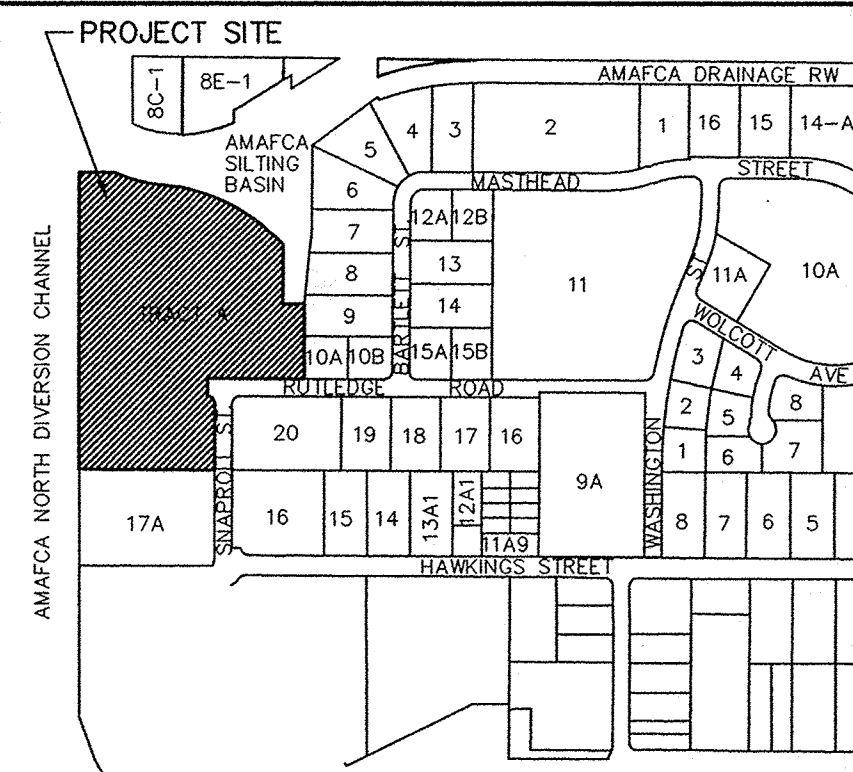 PROJECT SITE
8C-1
8E-1
AMAFCA DRAINAGE RW
AMAFCA
SILTING
BASIN
5
4
3
2
1
16
15
14-A
MASTHEAD
STREET
6
7
8
9
10A
10B
12A
12B
13
14
15A
15B
BARTLETT ST.
11
ST
11A
10A
WOLCOTT
AVE
TRACT A
AMAFCA NORTH DIVERSION CHANNEL
RUTLEDGE
ROAD
3
4
2
5
1
6
8
7
20
19
18
17
16
9A
WASHINGTON
SNAPROLL ST.
17A
16
15
14
13A1
12A1
11A9
8
7
6
5
HAWKINGS STREET